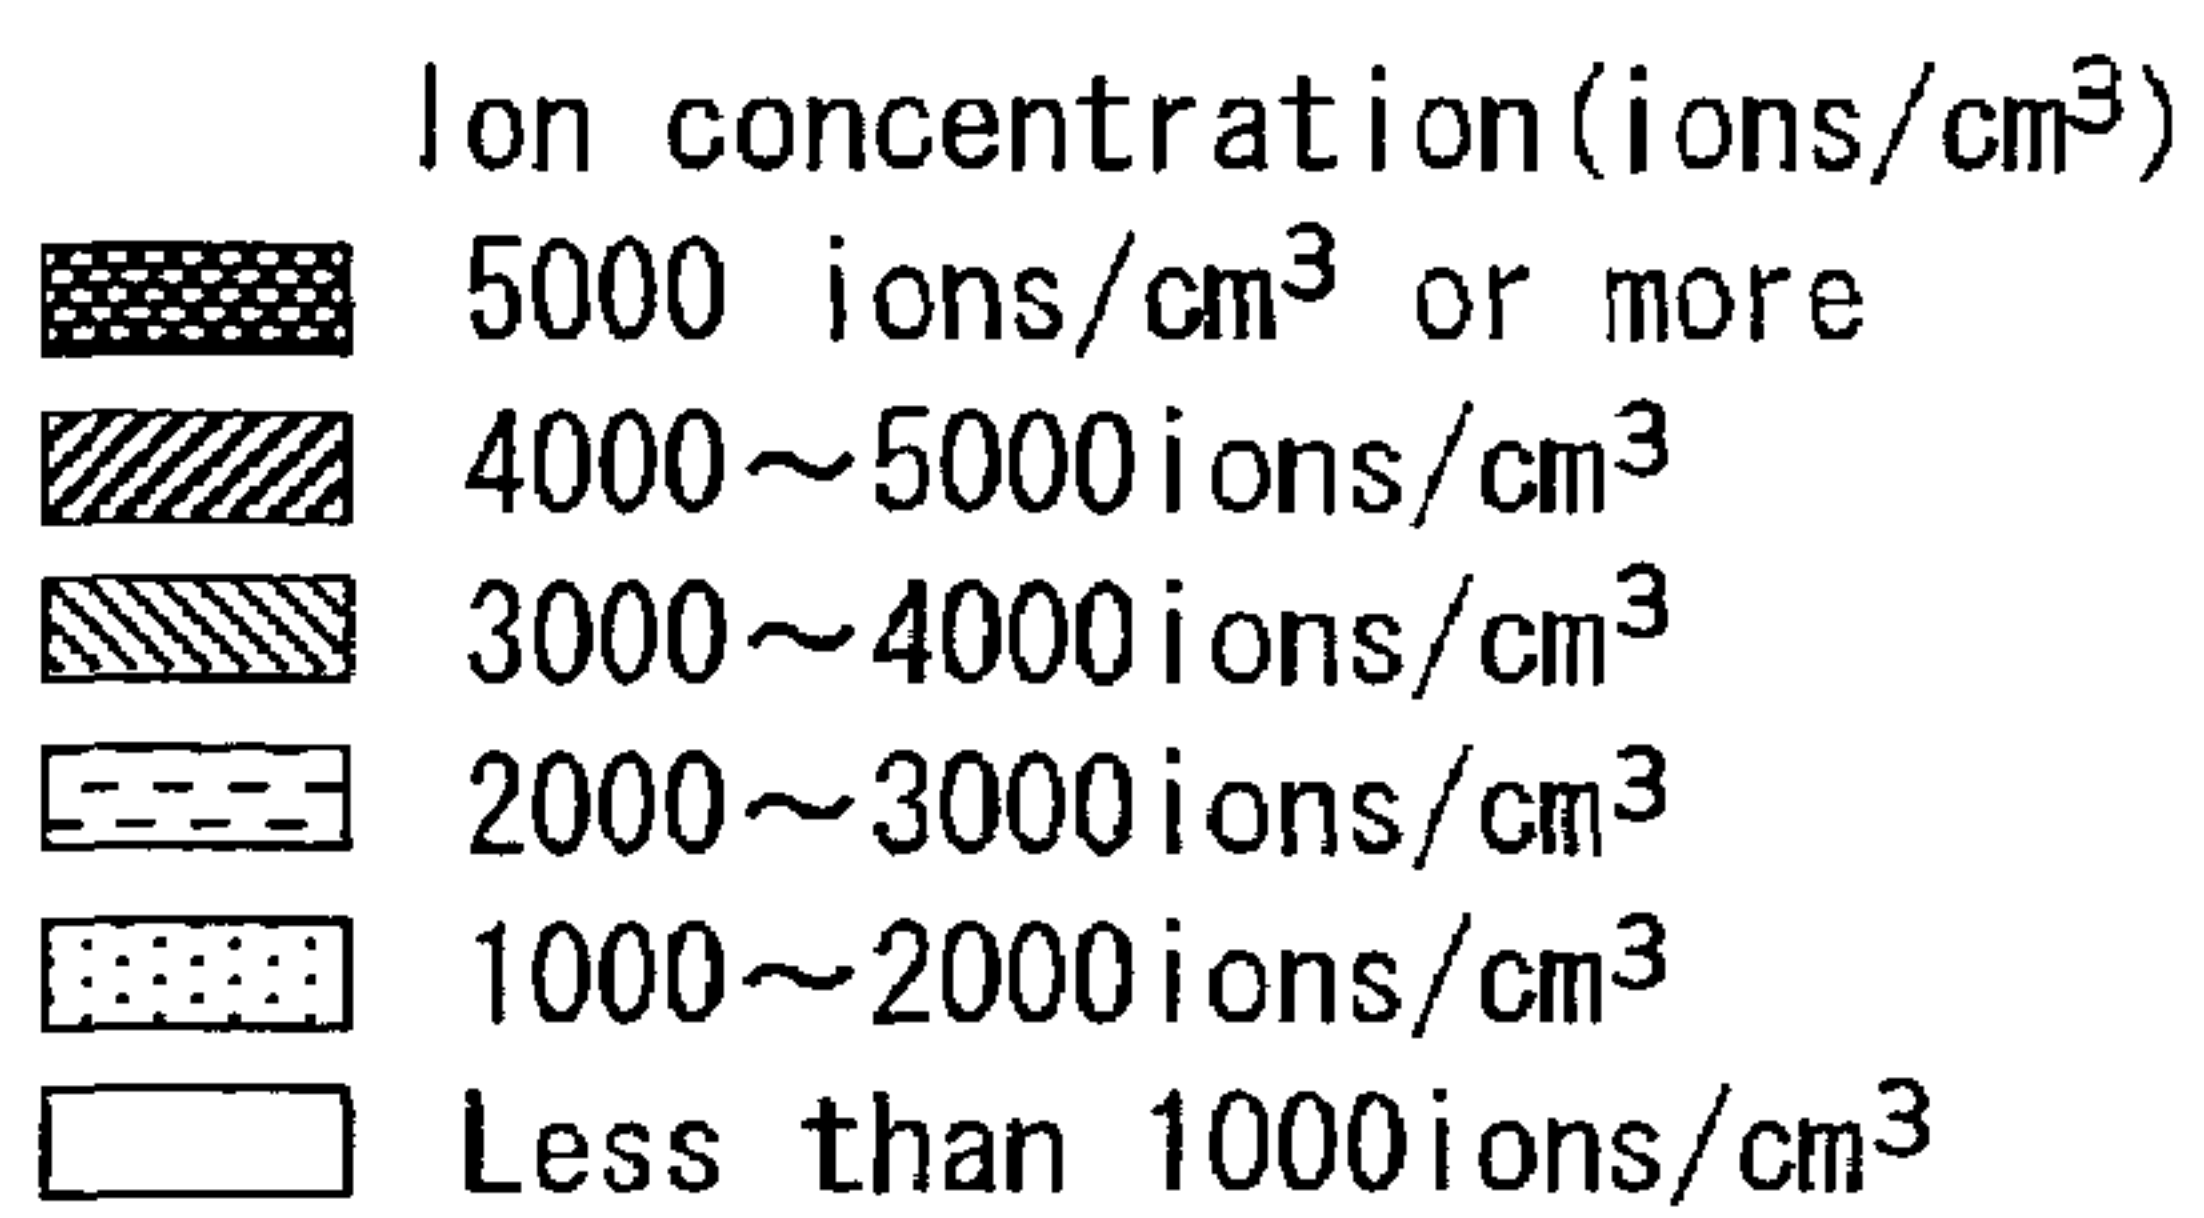 Ion concentration(ions/cm³)
5000 ions/cm³ or more
4000～5000ions/cm³
3000～4000ions/cm³
2000～3000ions/cm³
1000～2000ions/cm³
Less than 1000ions/cm³